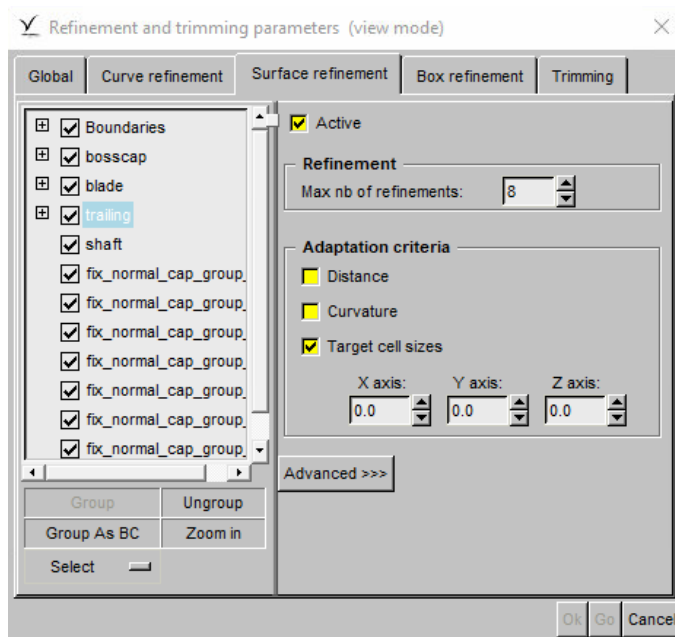 Refinement and trimming parameters (view mode)
Global Curve refinement Surface refinement Box refinement Trimming
Boundaries
bosscap
blade
trailing
shaft
fix_normal_cap_group_
fix_normal_cap_group_
fix_normal_cap_group_
fix_normal_cap_group_
fix_normal_cap_group_
fix_normal_cap_group_
fix_normal_cap_group_
Group Ungroup
Group As BC Zoom in
Select
Active
Refinement
Max nb of refinements: 8
Adaptation criteria
Distance
Curvature
Target cell sizes
X axis: Y axis: Z axis:
0.0 0.0 0.0
Advanced >>>
Ok Go Cancel